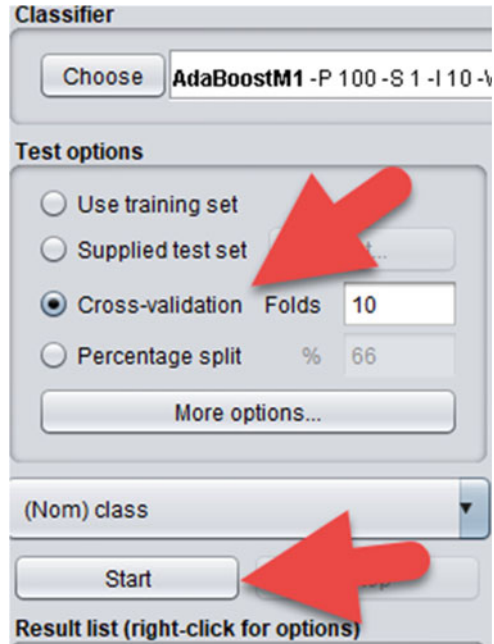 Classifier
Choose AdaBoostM1 -P 100 -S 1 -I 10 -W
Test options
Use training set
Supplied test set
Cross-validation Folds 10
Percentage split % 66
More options...
(Nom) class
Start
Result list (right-click for options)